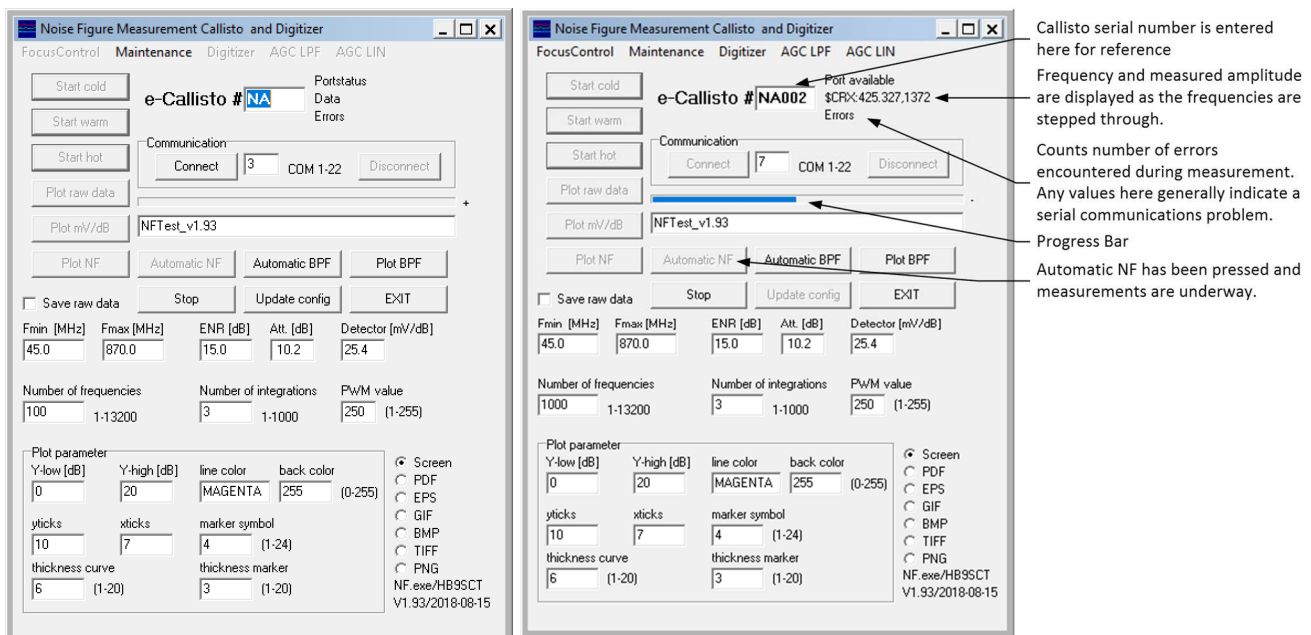 Noise Figure Measurement Callisto and Digitizer
FocusControl Maintenance Digitizer AGC LPF AGC LIN
Start cold
e-Callisto # NA
Portstatus
Data
Errors
Start warm
Start hot
Communication
Connect 3 COM 1-22 Disconnect
Plot raw data
+
Plot mV/dB NFTest_v1.93
Plot NF Automatic NF Automatic BPF Plot BPF
Save raw data Stop Update config EXIT
Fmin [MHz] Fmax [MHz] ENR [dB] Att. [dB] Detector [mV/dB]
45.0 870.0 15.0 10.2 25.4
Number of frequencies Number of integrations PWM value
100 1-13200 3 1-1000 250 (1-255)
Plot parameter
Y-low [dB] Y-high [dB] line color back color
0 20 MAGENTA 255 (0-255)
yticks xticks marker symbol
10 7 4 (1-24)
thickness curve thickness marker
6 (1-20) 3 (1-20)
Screen
PDF
EPS
GIF
BMP
TIFF
PNG
NF.exe/HB9SCT
V1.93/2018-08-15
Noise Figure Measurement Callisto and Digitizer
FocusControl Maintenance Digitizer AGC LPF AGC LIN
Start cold
e-Callisto # NA002
Port available
$CRX:425.327,1372
Errors
Start warm
Start hot
Communication
Connect 7 COM 1-22 Disconnect
Plot raw data
-
Plot mV/dB NFTest_v1.93
Plot NF Automatic NF Automatic BPF Plot BPF
Save raw data Stop Update config EXIT
Fmin [MHz] Fmax [MHz] ENR [dB] Att. [dB] Detector [mV/dB]
45.0 870.0 15.0 10.2 25.4
Number of frequencies Number of integrations PWM value
1000 1-13200 3 1-1000 250 (1-255)
Plot parameter
Y-low [dB] Y-high [dB] line color back color
0 20 MAGENTA 255 (0-255)
yticks xticks marker symbol
10 7 4 (1-24)
thickness curve thickness marker
6 (1-20) 3 (1-20)
Screen
PDF
EPS
GIF
BMP
TIFF
PNG
NF.exe/HB9SCT
V1.93/2018-08-15
Callisto serial number is entered
here for reference
Frequency and measured amplitude
are displayed as the frequencies are
stepped through.
Counts number of errors
encountered during measurement.
Any values here generally indicate a
serial communications problem.
Progress Bar
Automatic NF has been pressed and
measurements are underway.